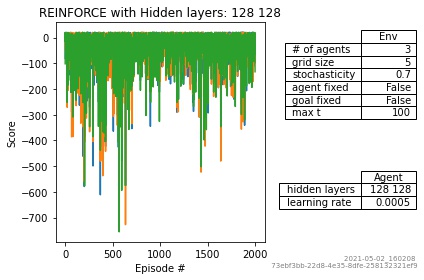 REINFORCE with Hidden layers: 128 128
0
−100
−200
−300
−400
−500
−600
−700
Score
0
500
1000
1500
2000
Episode #
Env
# of agents 3
grid size 5
stochasticity 0.7
agent fixed False
goal fixed False
max t 100
Agent
hidden layers 128 128
learning rate 0.0005
2021-05-02_160208
73ebf3bb-22d8-4e35-8dfe-258132321ef9